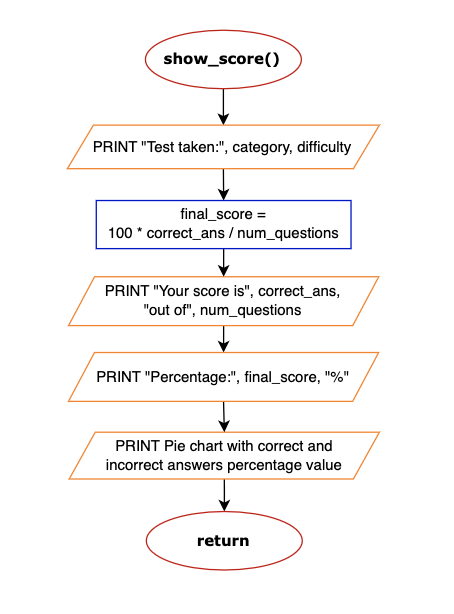 show_score()
PRINT "Test taken:", category, difficulty
final_score =
100 * correct_ans / num_questions
PRINT "Your score is", correct_ans,
"out of", num_questions
PRINT "Percentage:", final_score, "%"
PRINT Pie chart with correct and
incorrect answers percentage value
return